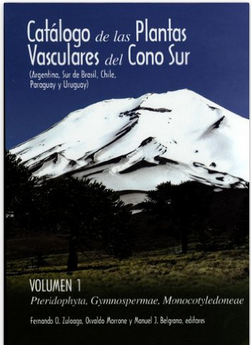 Catálogo de las Plantas
Vasculares del Cono Sur
(Argentina, Sur de Brasil, Chile,
Paraguay y Uruguay)
VOLUMEN 1
Pteridophyta, Gymnospermae, Monocotyledoneae
Fernando O. Zuloaga, Osvaldo Morrone y Manuel J. Belgrano, editores